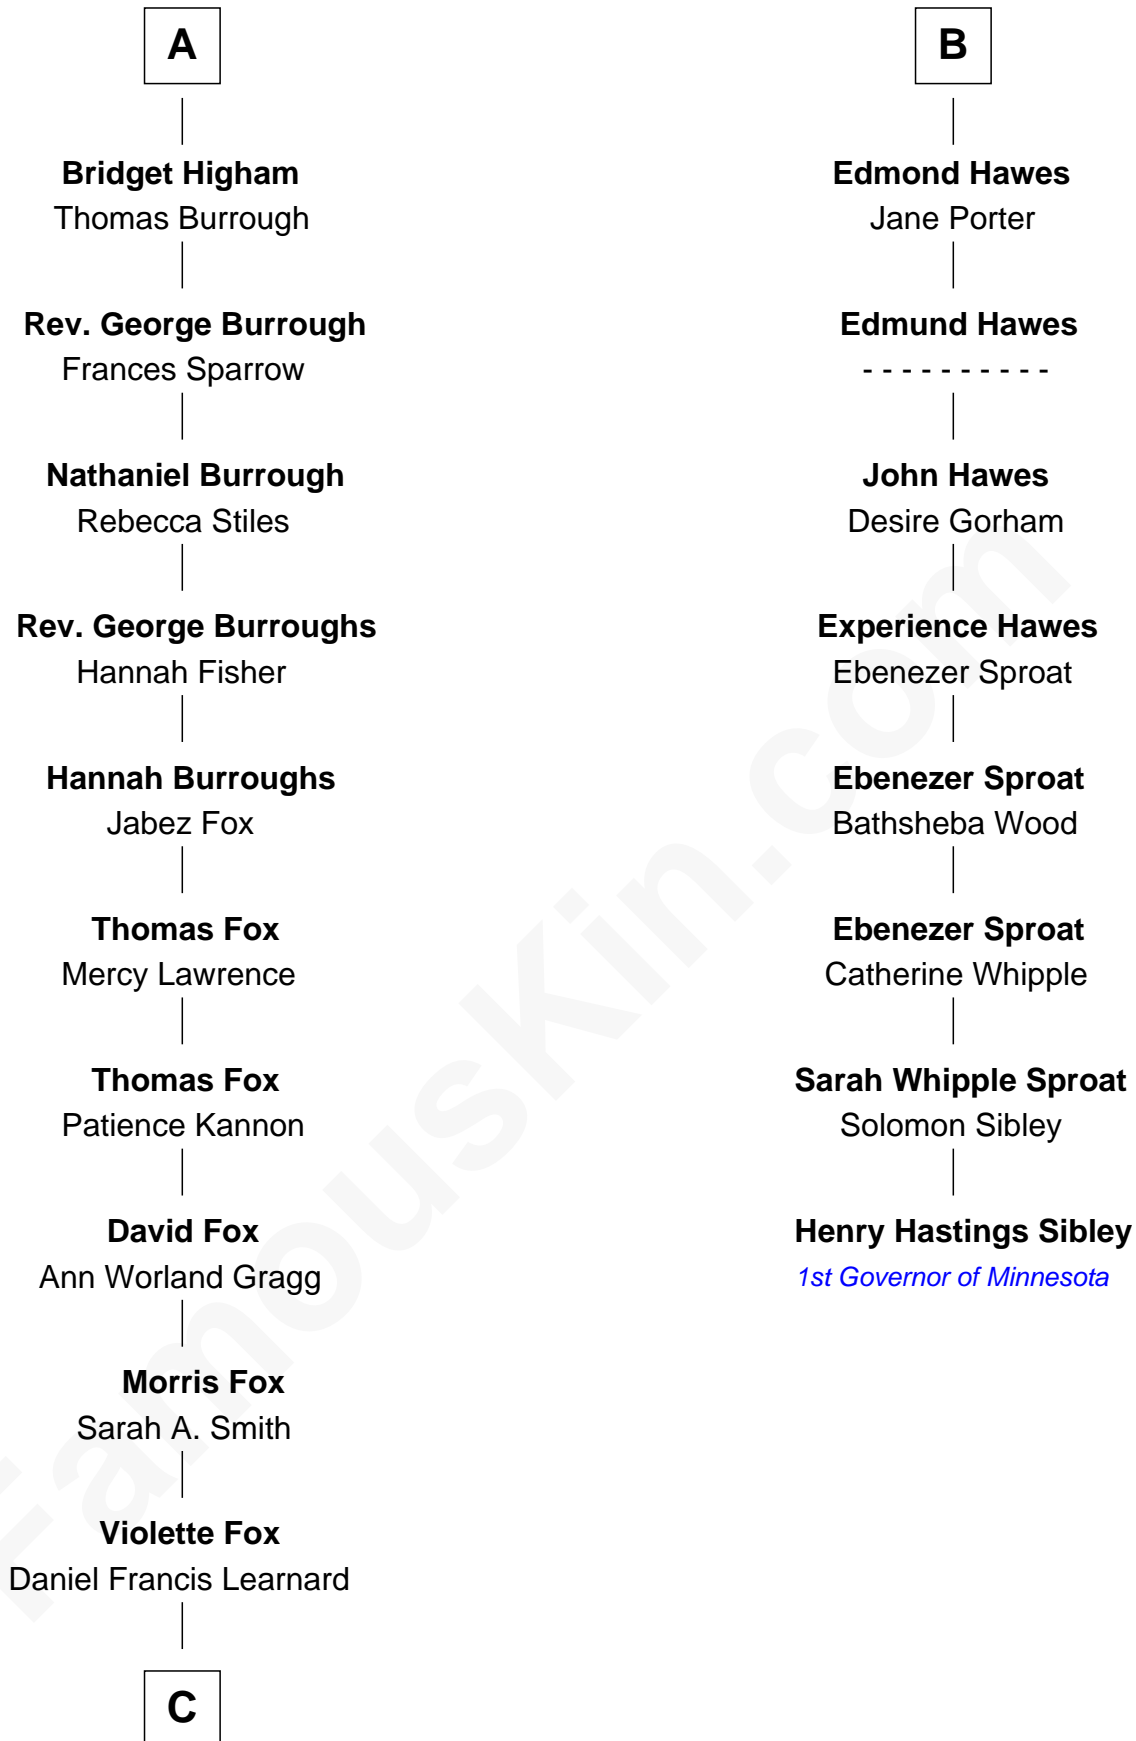 A
Bridget Higham
Thomas Burrough
Rev. George Burrough
Frances Sparrow
Nathaniel Burrough
Rebecca Stiles
Rev. George Burroughs
Hannah Fisher
Hannah Burroughs
Jabez Fox
Thomas Fox
Mercy Lawrence
Thomas Fox
Patience Kannon
David Fox
Ann Worland Gragg
Morris Fox
Sarah A. Smith
Violette Fox
Daniel Francis Learnard
C
B
Edmond Hawes
Jane Porter
Edmund Hawes
- - - - - - - - - -
John Hawes
Desire Gorham
Experience Hawes
Ebenezer Sproat
Ebenezer Sproat
Bathsheba Wood
Ebenezer Sproat
Catherine Whipple
Sarah Whipple Sproat
Solomon Sibley
Henry Hastings Sibley
1st Governor of Minnesota
FamousKin.com